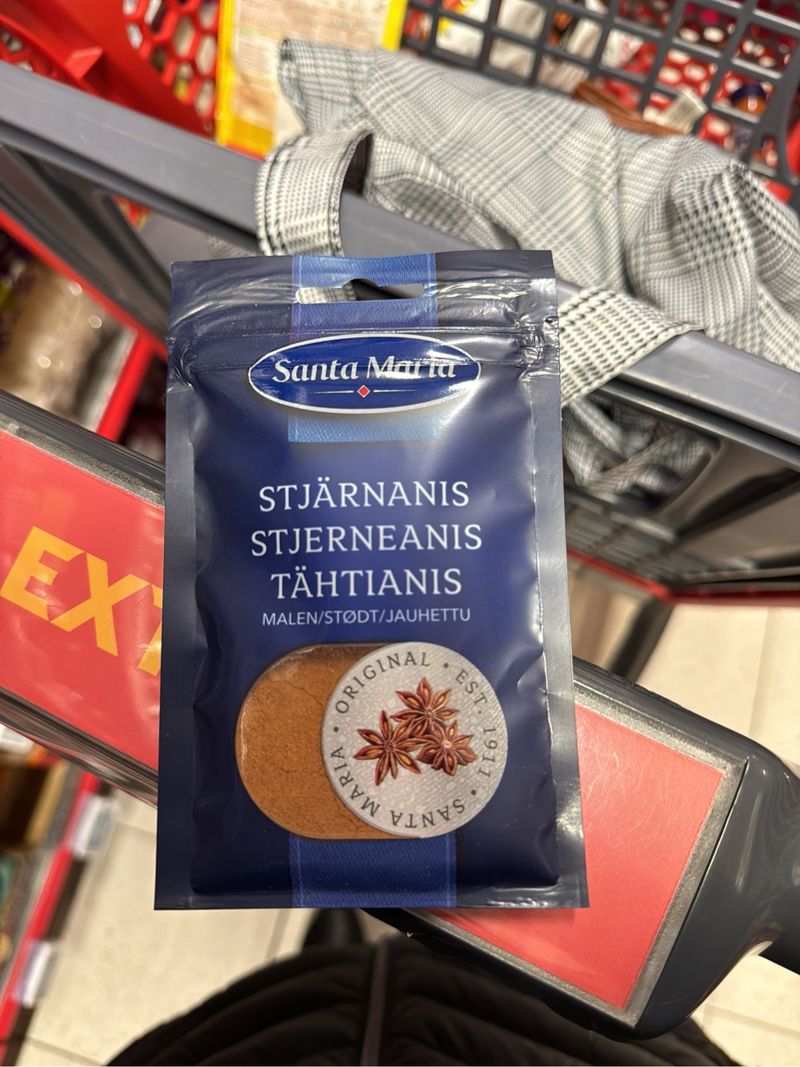 Santa Maria
STJÄRNANIS
STJERNEANIS
TÄHTIANIS
MALEN/STØDT/JAUHETTU
ORIGINAL • EST. 1911 • SANTA MARIA •